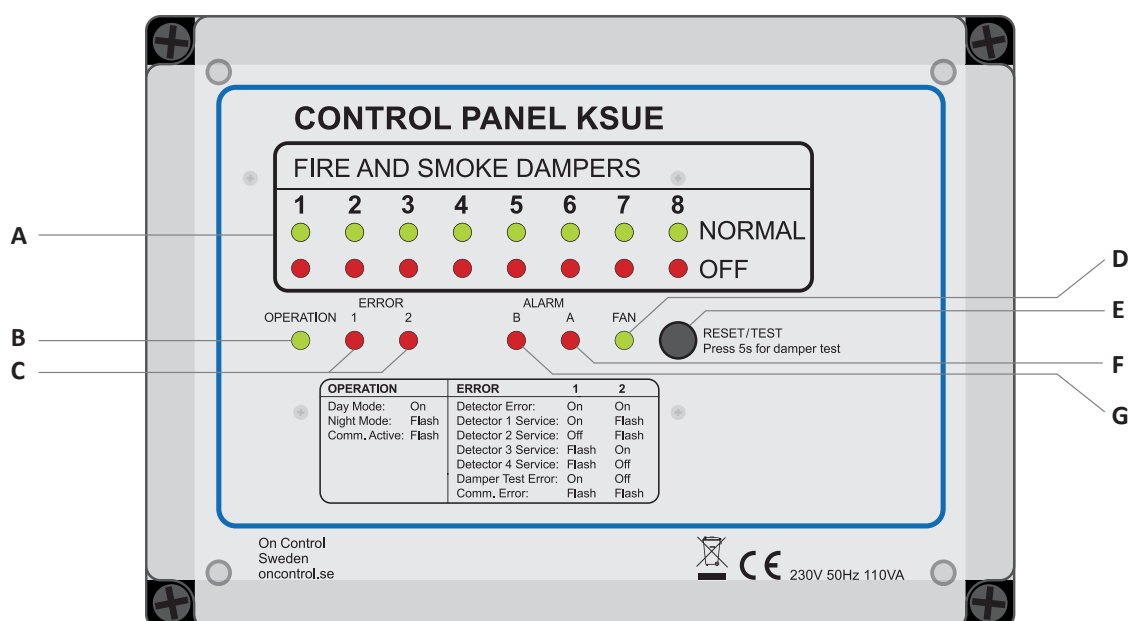 CONTROL PANEL KSUE
FIRE AND SMOKE DAMPERS
1 2 3 4 5 6 7 8
A
NORMAL
OFF
D
ERROR
ALARM
OPERATION 1 2 B A FAN
E
RESET/TEST
Press 5s for damper test
B
F
C
G
OPERATION ERROR 1 2
Day Mode: On Detector Error: On On
Night Mode: Flash Detector 1 Service: On Flash
Comm. Active: Flash Detector 2 Service: Off Flash
Detector 3 Service: Flash On
Detector 4 Service: Flash Off
Damper Test Error: On Off
Comm. Error: Flash Flash
On Control
Sweden
oncontrol.se
CE 230V 50Hz 110VA